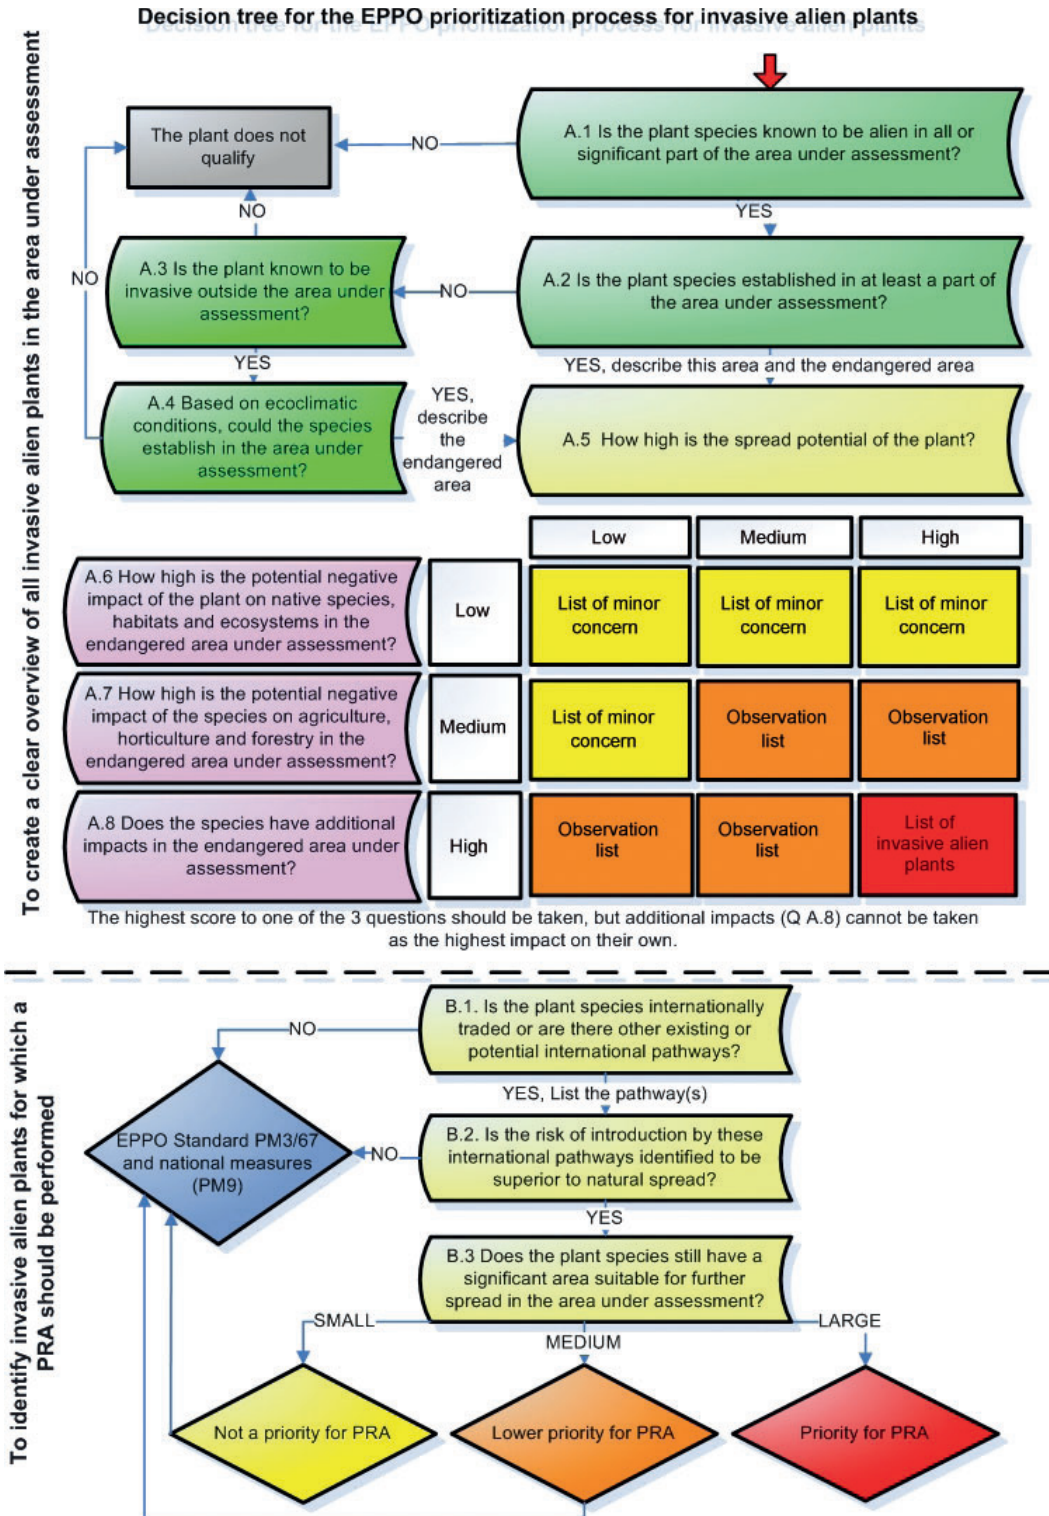 Decision tree for the EPPO prioritization process for invasive alien plants
To create a clear overview of all invasive alien plants in the area under assessment
A.1 Is the plant species known to be alien in all or
significant part of the area under assessment?
NO
The plant does not
qualify
YES
NO
A.2 Is the plant species established in at least a part of
the area under assessment?
NO
A.3 Is the plant known to be
invasive outside the area under
assessment?
NO
YES
YES, describe this area and the endangered area
A.4 Based on ecoclimatic
conditions, could the species
establish in the area under
assessment?
YES,
describe
the
endangered
area
A.5 How high is the spread potential of the plant?
Low
Medium
High
A.6 How high is the potential negative
impact of the plant on native species,
habitats and ecosystems in the
endangered area under assessment?
Low
List of minor
concern
List of minor
concern
List of minor
concern
A.7 How high is the potential negative
impact of the species on agriculture,
horticulture and forestry in the
endangered area under assessment?
Medium
List of minor
concern
Observation
list
Observation
list
A.8 Does the species have additional
impacts in the endangered area under
assessment?
High
Observation
list
Observation
list
List of
invasive alien
plants
The highest score to one of the 3 questions should be taken, but additional impacts (Q A.8) cannot be taken
as the highest impact on their own.
To identify invasive alien plants for which a
PRA should be performed
B.1. Is the plant species internationally
traded or are there other existing or
potential international pathways?
NO
YES, List the pathway(s)
EPPO Standard PM3/67
and national measures
(PM9)
NO
B.2. Is the risk of introduction by these
international pathways identified to be
superior to natural spread?
YES
B.3 Does the plant species still have a
significant area suitable for further
spread in the area under assessment?
SMALL
MEDIUM
LARGE
Not a priority for PRA
Lower priority for PRA
Priority for PRA